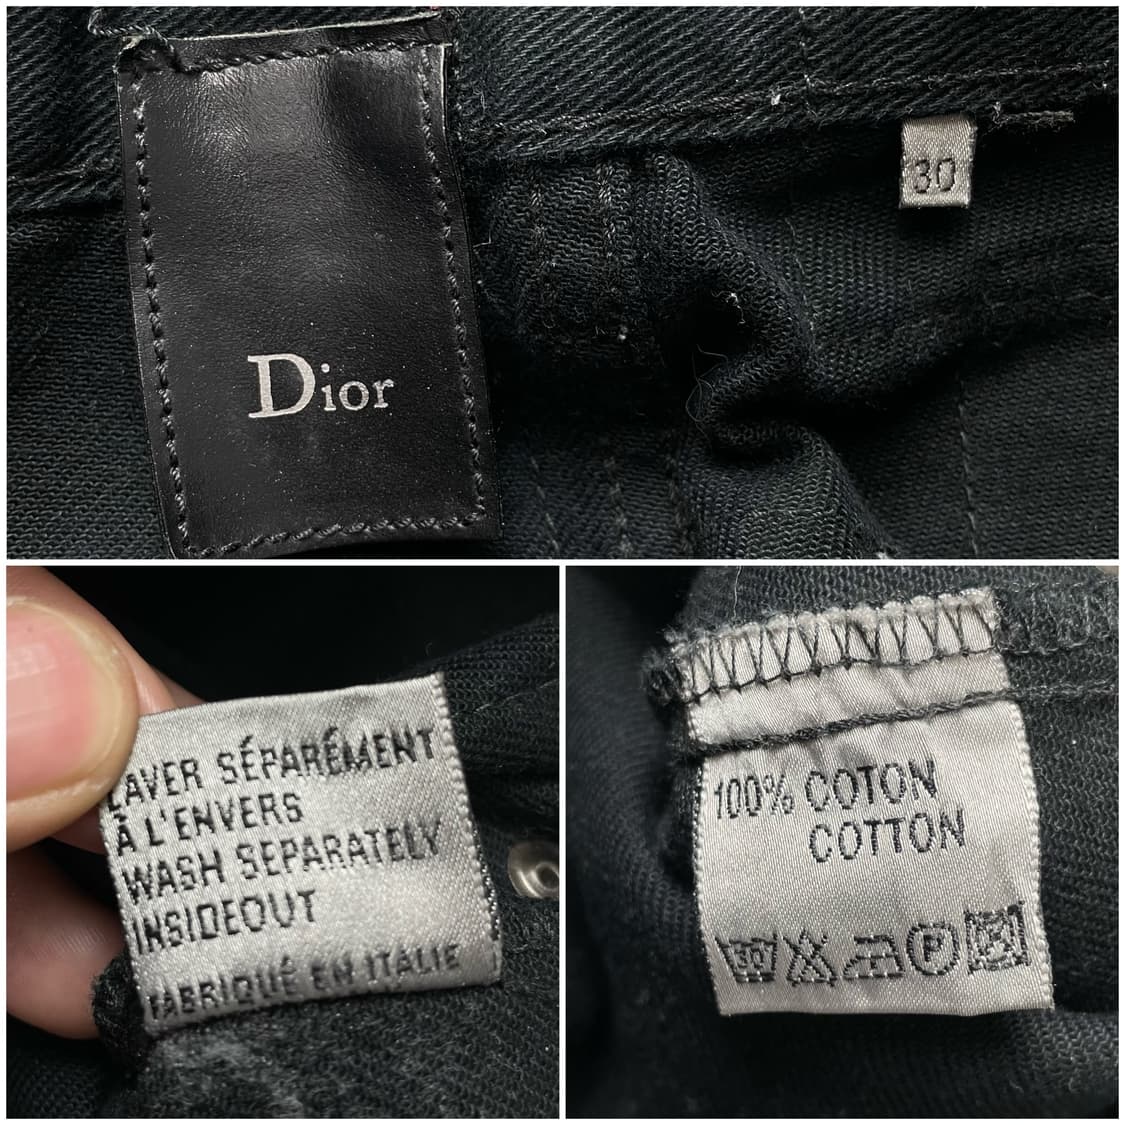 Dior
30
LAVER SÉPARÉMENT
À L'ENVERS
WASH SEPARATELY
INSIDEOUT
FABRIQUÉ EN ITALIE
100% COTON
COTTON
30 P